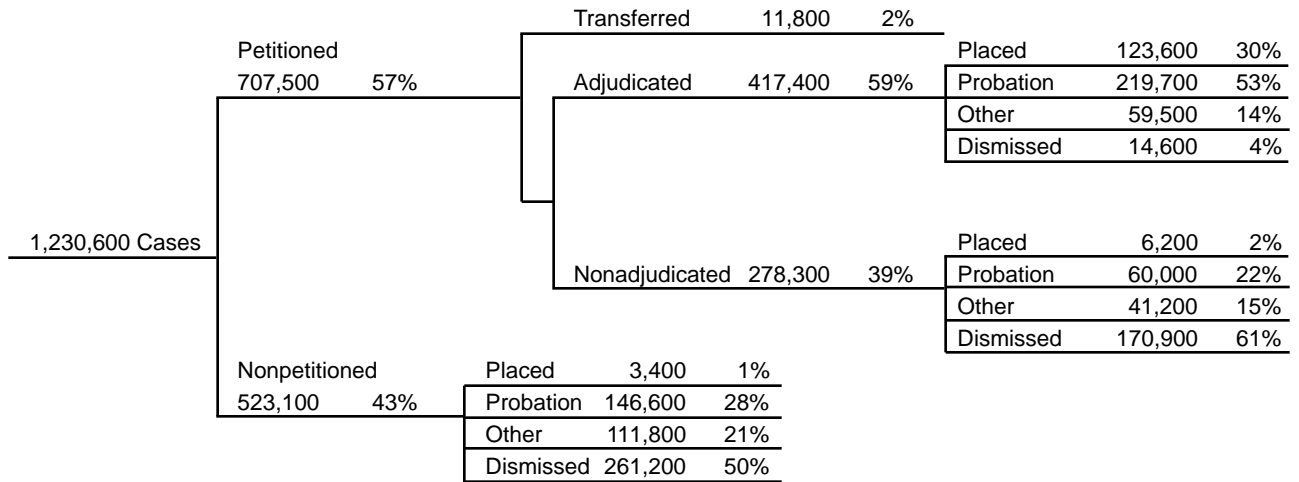 Transferred 11,800 2%
Petitioned
707,500 57%
Placed 123,600 30%
Adjudicated 417,400 59%
Probation 219,700 53%
Other 59,500 14%
Dismissed 14,600 4%
1,230,600 Cases
Placed 6,200 2%
Nonadjudicated 278,300 39%
Probation 60,000 22%
Other 41,200 15%
Dismissed 170,900 61%
Nonpetitioned
523,100 43%
Placed 3,400 1%
Probation 146,600 28%
Other 111,800 21%
Dismissed 261,200 50%